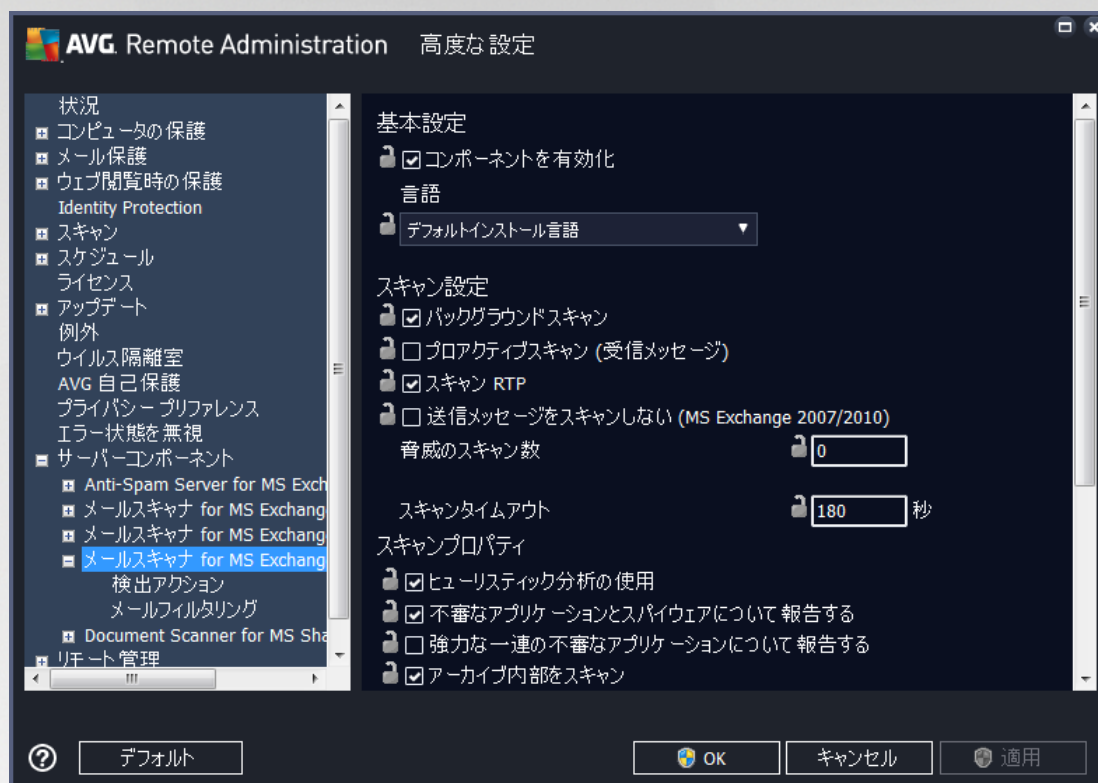 AVG. Remote Administration 高度な設定
状況
コンピュータの保護
メール保護
ウェブ閲覧時の保護
Identity Protection
スキャン
スケジュール
ライセンス
アップデート
例外
ウイルス隔離室
AVG 自己保護
プライバシー プリファレンス
エラー状態を無視
サーバーコンポーネント
Anti-Spam Server for MS Exch
メールスキャナ for MS Exchang
メールスキャナ for MS Exchang
メールスキャナ for MS Exchang
検出アクション
メールフィルタリング
Document Scanner for MS Sha
リモート管理
基本設定
コンポーネントを有効化
言語
デフォルトインストール言語
スキャン設定
バックグラウンドスキャン
プロアクティブスキャン (受信メッセージ)
スキャン RTP
送信メッセージをスキャンしない (MS Exchange 2007/2010)
脅威のスキャン数 0
スキャンタイムアウト 180 秒
スキャンプロパティ
ヒューリスティック分析の使用
不審なアプリケーションとスパイウェアについて報告する
強力な一連の不審なアプリケーションについて報告する
アーカイブ内部をスキャン
デフォルト OK キャンセル 適用